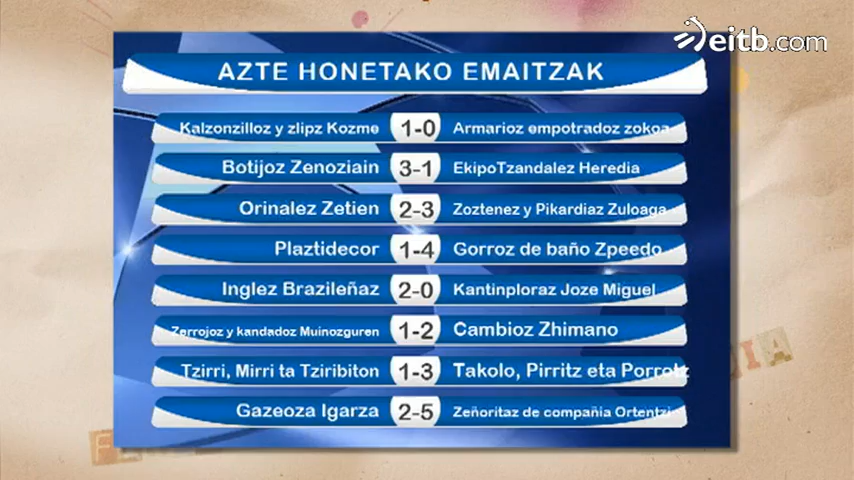 eitb.com
AZTE HONETAKO EMAITZAK
Kalzonzilloz y zlipz Kozme 1-0 Armarioz empotradoz zokoa
Botijoz Zenoziain 3-1 EkipoTzandalez Heredia
Orinalez Zetien 2-3 Zoztenez y Pikardiaz Zuloaga
Plaztidecor 1-4 Gorroz de baño Zpeedo
Inglez Brazileñaz 2-0 Kantinploraz Joze Miguel
Zerrojoz y kandadoz Muinozguren 1-2 Cambioz Zhimano
Tzirri, Mirri ta Tziribiton 1-3 Takolo, Pirritz eta Porrotz
Gazeoza Igarza 2-5 Zeñoritaz de compañia Ortentzi